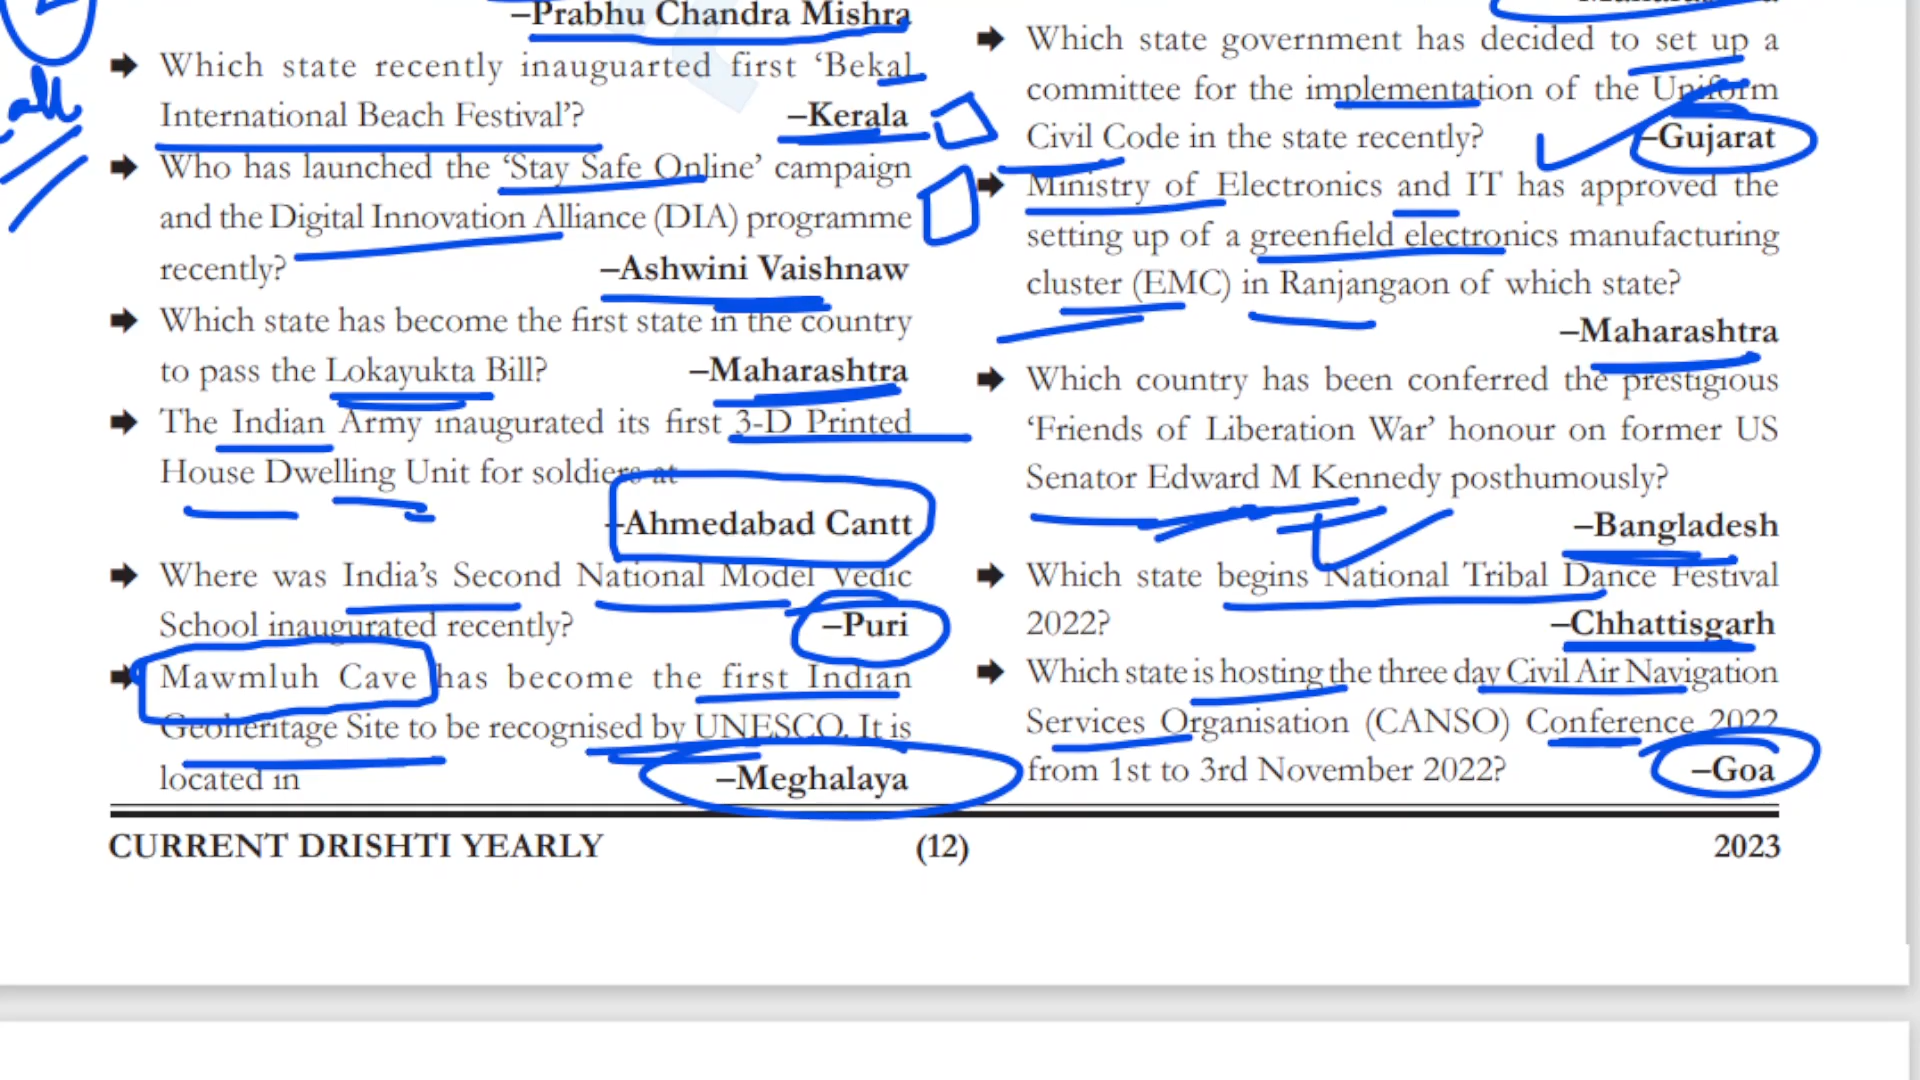 –Prabhu Chandra Mishra
Which state recently inauguarted first ‘Bekal
International Beach Festival’? –Kerala
Who has launched the ‘Stay Safe Online’ campaign
and the Digital Innovation Alliance (DIA) programme
recently? –Ashwini Vaishnaw
Which state has become the first state in the country
to pass the Lokayukta Bill? –Maharashtra
The Indian Army inaugurated its first 3-D Printed
House Dwelling Unit for soldiers at
–Ahmedabad Cantt
Where was India’s Second National Model Vedic
School inaugurated recently? –Puri
Mawmluh Cave has become the first Indian
Geoheritage Site to be recognised by UNESCO. It is
located in –Meghalaya
all
Which state government has decided to set up a
committee for the implementation of the Uniform
Civil Code in the state recently? –Gujarat
Ministry of Electronics and IT has approved the
setting up of a greenfield electronics manufacturing
cluster (EMC) in Ranjangaon of which state?
–Maharashtra
Which country has been conferred the prestigious
‘Friends of Liberation War’ honour on former US
Senator Edward M Kennedy posthumously?
–Bangladesh
Which state begins National Tribal Dance Festival
2022? –Chhattisgarh
Which state is hosting the three day Civil Air Navigation
Services Organisation (CANSO) Conference 2022
from 1st to 3rd November 2022? –Goa
CURRENT DRISHTI YEARLY (12) 2023